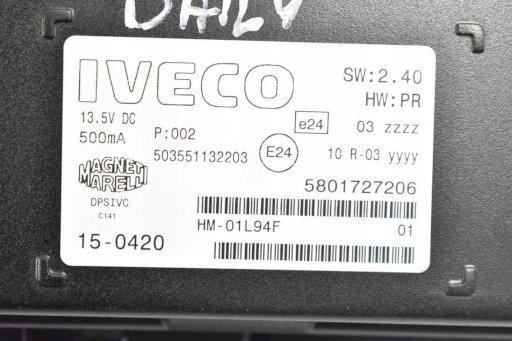 DAILY
IVECO
SW:2.40
HW:PR
13.5V DC
500mA
P:002
503551132203
e24
03 zzzz
E24
10 R-03 yyyy
MAGNETI
MARELLI
DPSIVC
C141
5801727206
HM-01L94F
01
15-0420